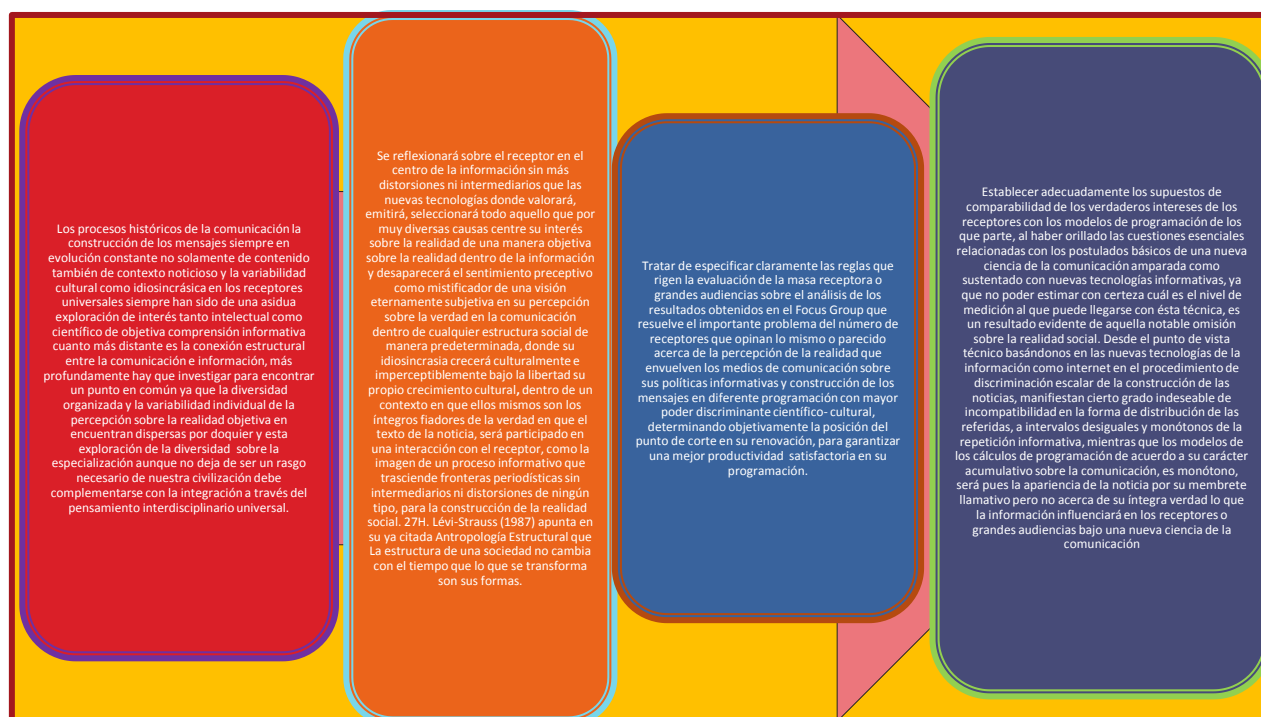 Los procesos históricos de la comunicación la
construcción de los mensajes siempre en
evolución constante no solamente de contenido
también de contexto noticioso y la variabilidad
cultural como idiosincrásica en los receptores
universales siempre han sido de una asidua
exploración de interés tanto intelectual como
científico de objetiva comprensión informativa
cuanto más distante es la conexión estructural
entre la comunicación e información, más
profundamente hay que investigar para encontrar
un punto en común ya que la diversidad
organizada y la variabilidad individual de la
percepción sobre la realidad objetiva en
encuentran dispersas por doquier y esta
exploración de la diversidad sobre la
especialización aunque no deja de ser un rasgo
necesario de nuestra civilización debe
complementarse con la integración a través del
pensamiento interdisciplinario universal.
Se reflexionará sobre el receptor en el
centro de la información sin más
distorsiones ni intermediarios que las
nuevas tecnologías donde valorará,
emitirá, seleccionará todo aquello que por
muy diversas causas centre su interés
sobre la realidad de una manera objetiva
sobre la realidad dentro de la información
y desaparecerá el sentimiento preceptivo
como mistificador de una visión
eternamente subjetiva en su percepción
sobre la verdad en la comunicación
dentro de cualquier estructura social de
manera predeterminada, donde su
idiosincrasia crecerá culturalmente e
imperceptiblemente bajo la libertad su
propio crecimiento cultural, dentro de un
contexto en que ellos mismos son los
íntegros fiadores de la verdad en que el
texto de la noticia, será participado en
una interacción con el receptor, como la
imagen de un proceso informativo que
trasciende fronteras periodísticas sin
intermediarios ni distorsiones de ningún
tipo, para la construcción de la realidad
social. 27H. Lévi-Strauss (1987) apunta en
su ya citada Antropología Estructural que
La estructura de una sociedad no cambia
con el tiempo que lo que se transforma
son sus formas.
Tratar de especificar claramente las reglas que
rigen la evaluación de la masa receptora o
grandes audiencias sobre el análisis de los
resultados obtenidos en el Focus Group que
resuelve el importante problema del número de
receptores que opinan lo mismo o parecido
acerca de la percepción de la realidad que
envuelven los medios de comunicación sobre
sus políticas informativas y construcción de los
mensajes en diferente programación con mayor
poder discriminante científico- cultural,
determinando objetivamente la posición del
punto de corte en su renovación, para garantizar
una mejor productividad satisfactoria en su
programación.
Establecer adecuadamente los supuestos de
comparabilidad de los verdaderos intereses de los
receptores con los modelos de programación de los
que parte, al haber orillado las cuestiones esenciales
relacionadas con los postulados básicos de una nueva
ciencia de la comunicación amparada como
sustentado con nuevas tecnologías informativas, ya
que no poder estimar con certeza cuál es el nivel de
medición al que puede llegarse con ésta técnica, es
un resultado evidente de aquella notable omisión
sobre la realidad social. Desde el punto de vista
técnico basándonos en las nuevas tecnologías de la
información como internet en el procedimiento de
discriminación escalar de la construcción de las
noticias, manifiestan cierto grado indeseable de
incompatibilidad en la forma de distribución de las
referidas, a intervalos desiguales y monótonos de la
repetición informativa, mientras que los modelos de
los cálculos de programación de acuerdo a su carácter
acumulativo sobre la comunicación, es monótono,
será pues la apariencia de la noticia por su membrete
llamativo pero no acerca de su íntegra verdad lo que
la información influenciará en los receptores o
grandes audiencias bajo una nueva ciencia de la
comunicación